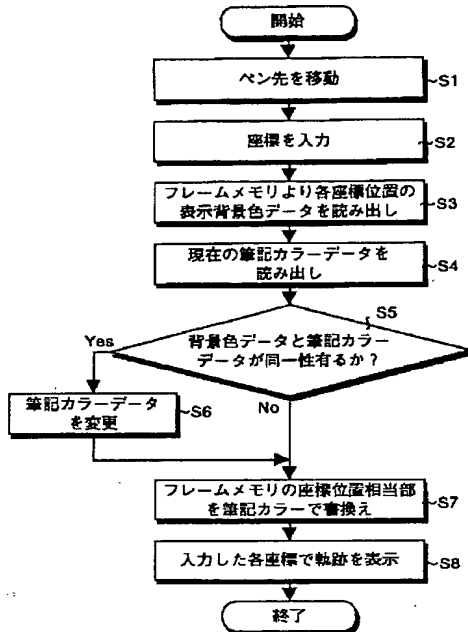 開始
ペン先を移動
S1
座標を入力
S2
フレームメモリより各座標位置の
表示背景色データを読み出し
S3
現在の筆記カラーデータを
読み出し
S4
S5
背景色データと筆記カラー
データが同一性有るか？
Yes
筆記カラーデータ
を変更
S6
No
フレームメモリの座標位置相当部
を筆記カラーで書換え
S7
入力した各座標で軌跡を表示
S8
終了